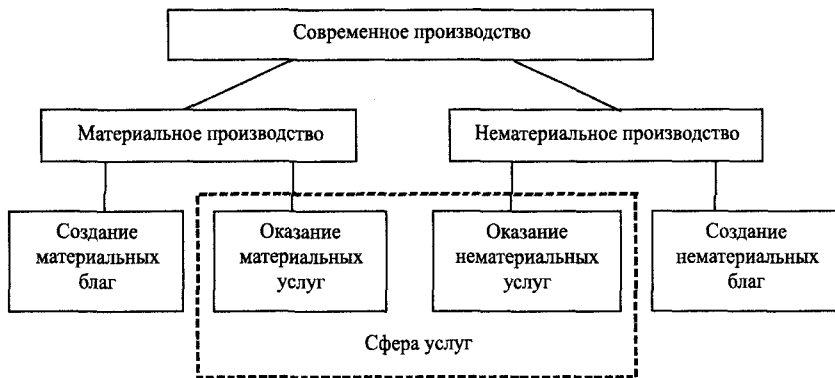 Современное производство
Материальное производство
Нематериальное производство
Создание
материальных
благ
Оказание
материальных
услуг
Оказание
нематериальных
услуг
Создание
нематериальных
благ
Сфера услуг